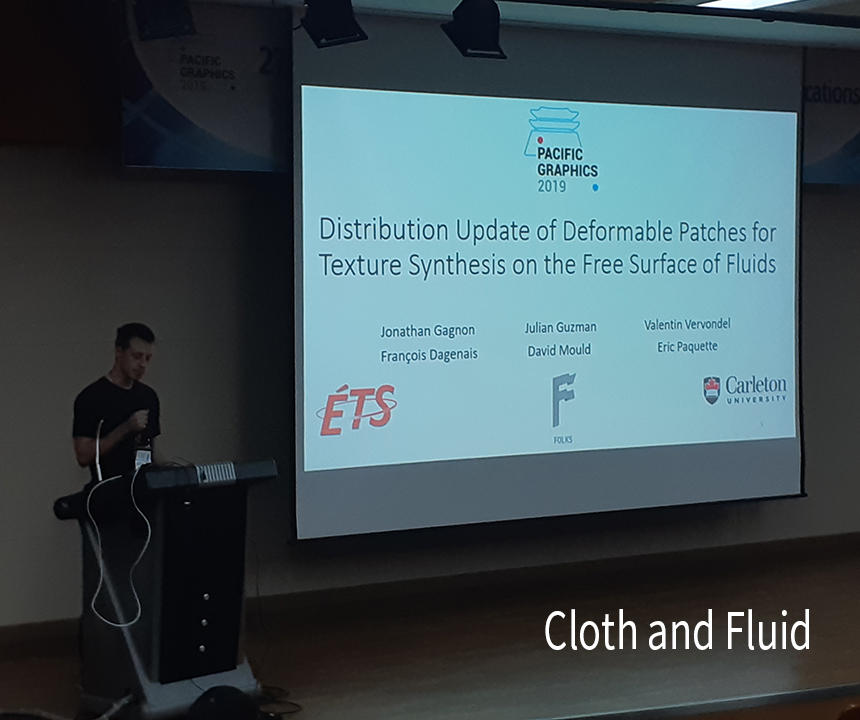 PACIFIC
GRAPHICS
2019
2
cations
PACIFIC
GRAPHICS
2019
Distribution Update of Deformable Patches for
Texture Synthesis on the Free Surface of Fluids
Jonathan Gagnon
Julian Guzman
Valentin Vervondel
François Dagenais
David Mould
Eric Paquette
ÉTS
F
FOLKS
Carleton
UNIVERSITY
Cloth and Fluid